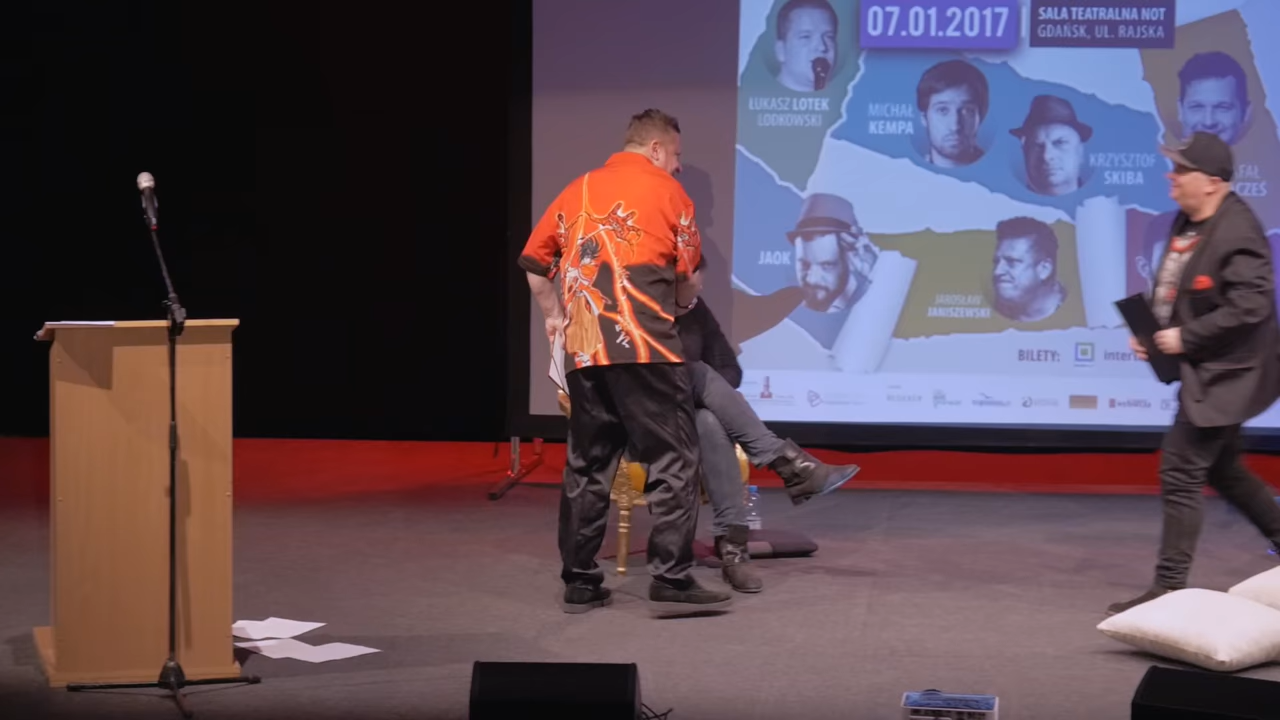 07.01.2017
SALA TEATRALNA NOT
GDAŃSK, UL. RAJSKA
ŁUKASZ LOTEK
LODKOWSKI
MICHAŁ
KEMPA
KRZYSZTOF
SKIBA
JAOK
JAROSŁAW
JANISZEWSKI
BILETY: